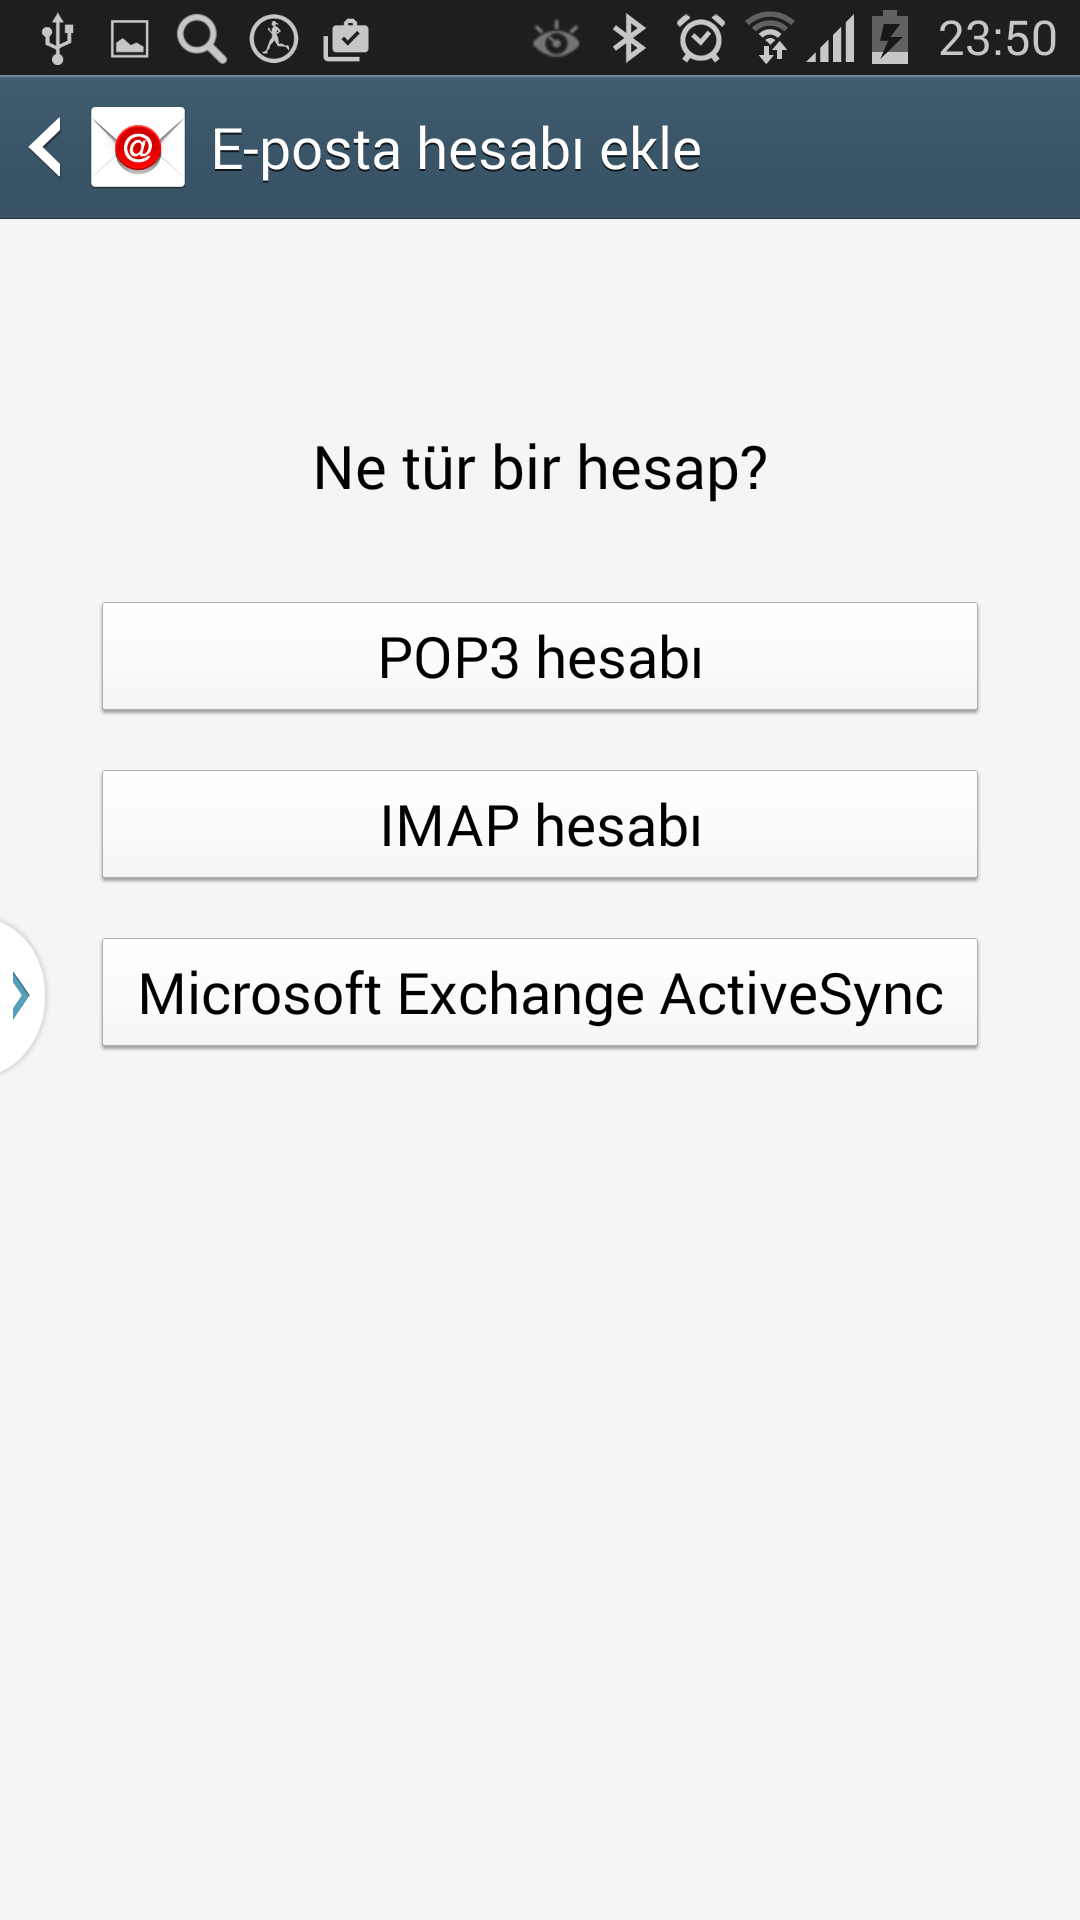 23:50
@
E-posta hesabı ekle
Ne tür bir hesap?
POP3 hesabı
IMAP hesabı
Microsoft Exchange ActiveSync